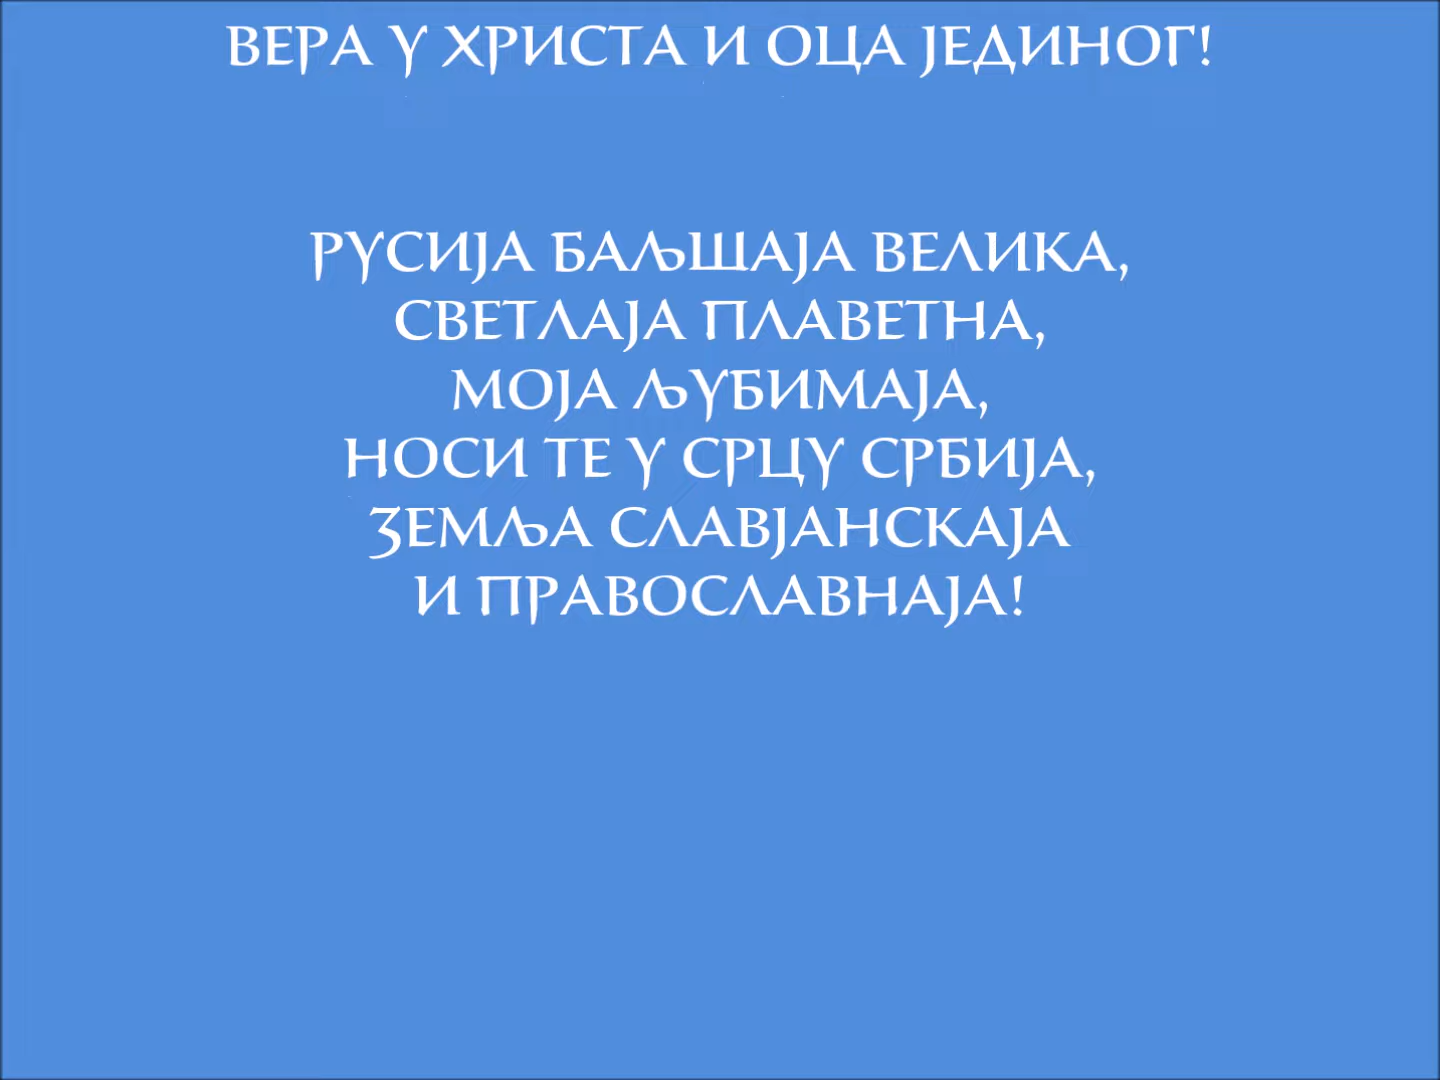 ВЕРА У ХРИСТА И ОЦА ЈЕДИНОГ!
РУСИЈА БАЉШАЈА ВЕЛИКА,
СВЕТЛАЈА ПЛАВЕТНА,
МОЈА ЉУБИМАЈА,
НОСИ ТЕ У СРЦУ СРБИЈА,
ЗЕМЉА СЛАВЈАНСКАЈА
И ПРАВОСЛАВНАЈА!